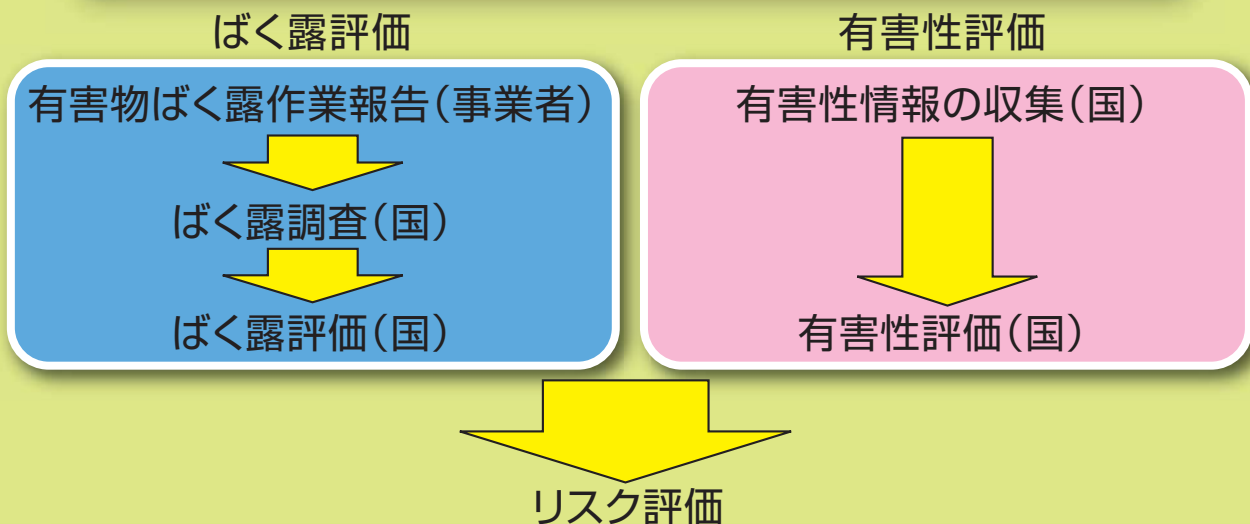 ばく露評価
有害物ばく露作業報告(事業者)
ばく露調査(国)
ばく露評価(国)
有害性評価
有害性情報の収集(国)
有害性評価(国)
リスク評価